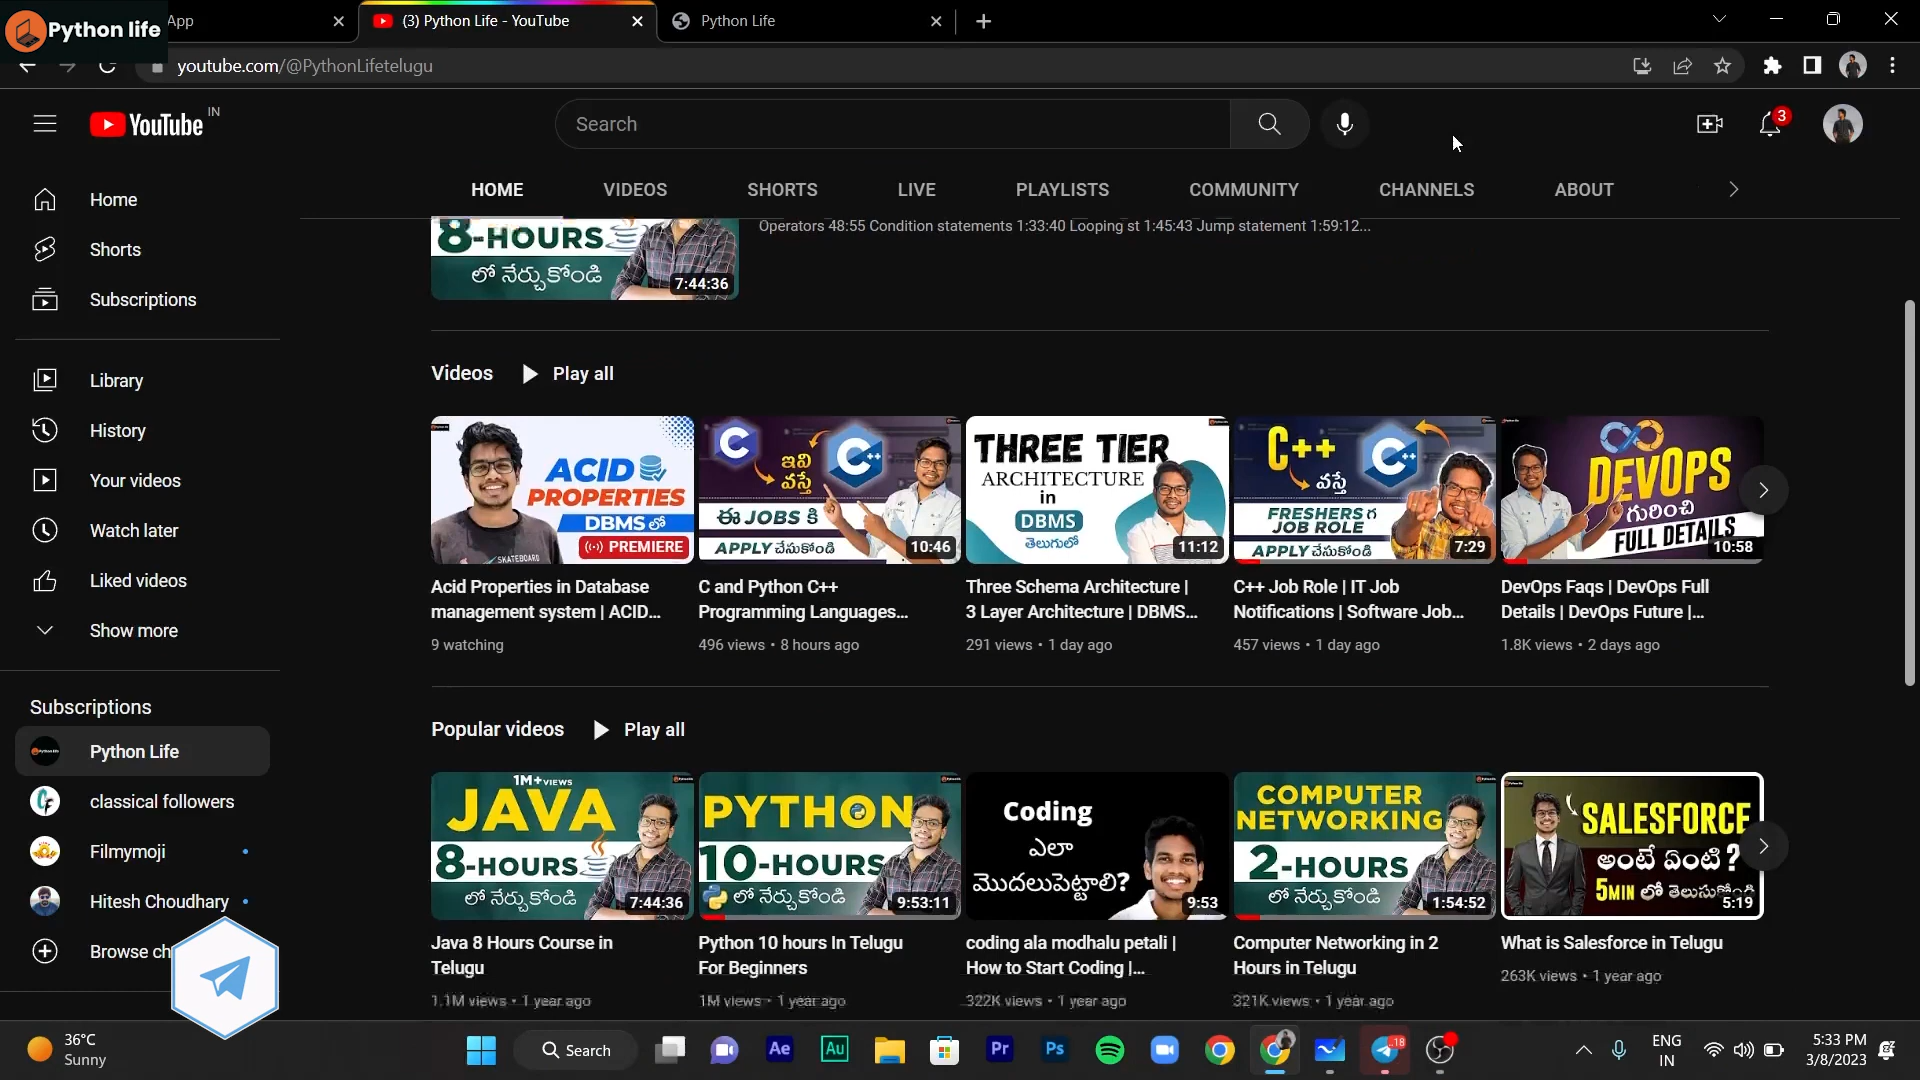 Python life
App
(3) Python Life - YouTube
Python Life
youtube.com/@PythonLifetelugu
YouTube IN
Search
3
HOME VIDEOS SHORTS LIVE PLAYLISTS COMMUNITY CHANNELS ABOUT
Home
Shorts
Subscriptions
Library
History
Your videos
Watch later
Liked videos
Show more
Subscriptions
Python Life
classical followers
Filmymoji
Hitesh Choudhary
Browse ch
8-HOURS
లో నేర్చుకోండి
7:44:36
Operators 48:55 Condition statements 1:33:40 Looping st 1:45:43 Jump statement 1:59:12...
Videos Play all
ACID
PROPERTIES
DBMS లో
SKATEBOARD
PREMIERE
Acid Properties in Database
management system | ACID...
9 watching
C
C++
ఇవి
వస్తే
ఈ JOBS కి
APPLY చేసుకోండి
10:46
C and Python C++
Programming Languages...
496 views • 8 hours ago
THREE TIER
ARCHITECTURE
in
DBMS
తెలుగులో
11:12
Three Schema Architecture |
3 Layer Architecture | DBMS...
291 views • 1 day ago
C++
C++
వస్తే
FRESHERS గ
JOB ROLE
APPLY చేసుకోండి
7:29
C++ Job Role | IT Job
Notifications | Software Job...
457 views • 1 day ago
DEVOPS
గురించి
FULL DETAILS
10:58
DevOps Faqs | DevOps Full
Details | DevOps Future |...
1.8K views • 2 days ago
Popular videos Play all
1M+VIEWS
JAVA
8-HOURS
లో నేర్చుకోండి
7:44:36
Java 8 Hours Course in
Telugu
1.1M views • 1 year ago
PYTHON
10-HOURS
లో నేర్చుకోండి
9:53:11
Python 10 hours In Telugu
For Beginners
1M views • 1 year ago
Coding
ఎలా
మొదలుపెట్టాలి?
9:53
coding ala modhalu petali |
How to Start Coding |...
322K views • 1 year ago
COMPUTER
NETWORKING
2-HOURS
లో నేర్చుకోండి
1:54:52
Computer Networking in 2
Hours in Telugu
321K views • 1 year ago
SALESFORCE
అంటే ఏంటి?
5MIN లో తెలుసుకోండి
5:19
What is Salesforce in Telugu
263K views • 1 year ago
36°C
Sunny
Search
Ae
Au
Pr
Ps
18
ENG
IN
5:33 PM
3/8/2023